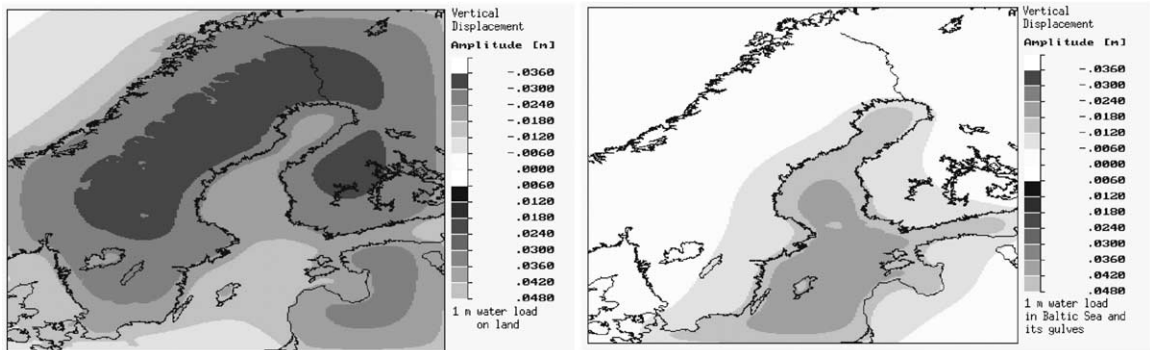 Vertical
Displacement
Amplitude [m]
-.0360
-.0300
-.0240
-.0180
-.0120
-.0060
.0000
.0060
.0120
.0180
.0240
.0300
.0360
.0420
.0480
1 m water load
on land
Vertical
Displacement
Amplitude [m]
-.0360
-.0300
-.0240
-.0180
-.0120
-.0060
.0000
.0060
.0120
.0180
.0240
.0300
.0360
.0420
.0480
1 m water load
in Baltic Sea and
its gulves